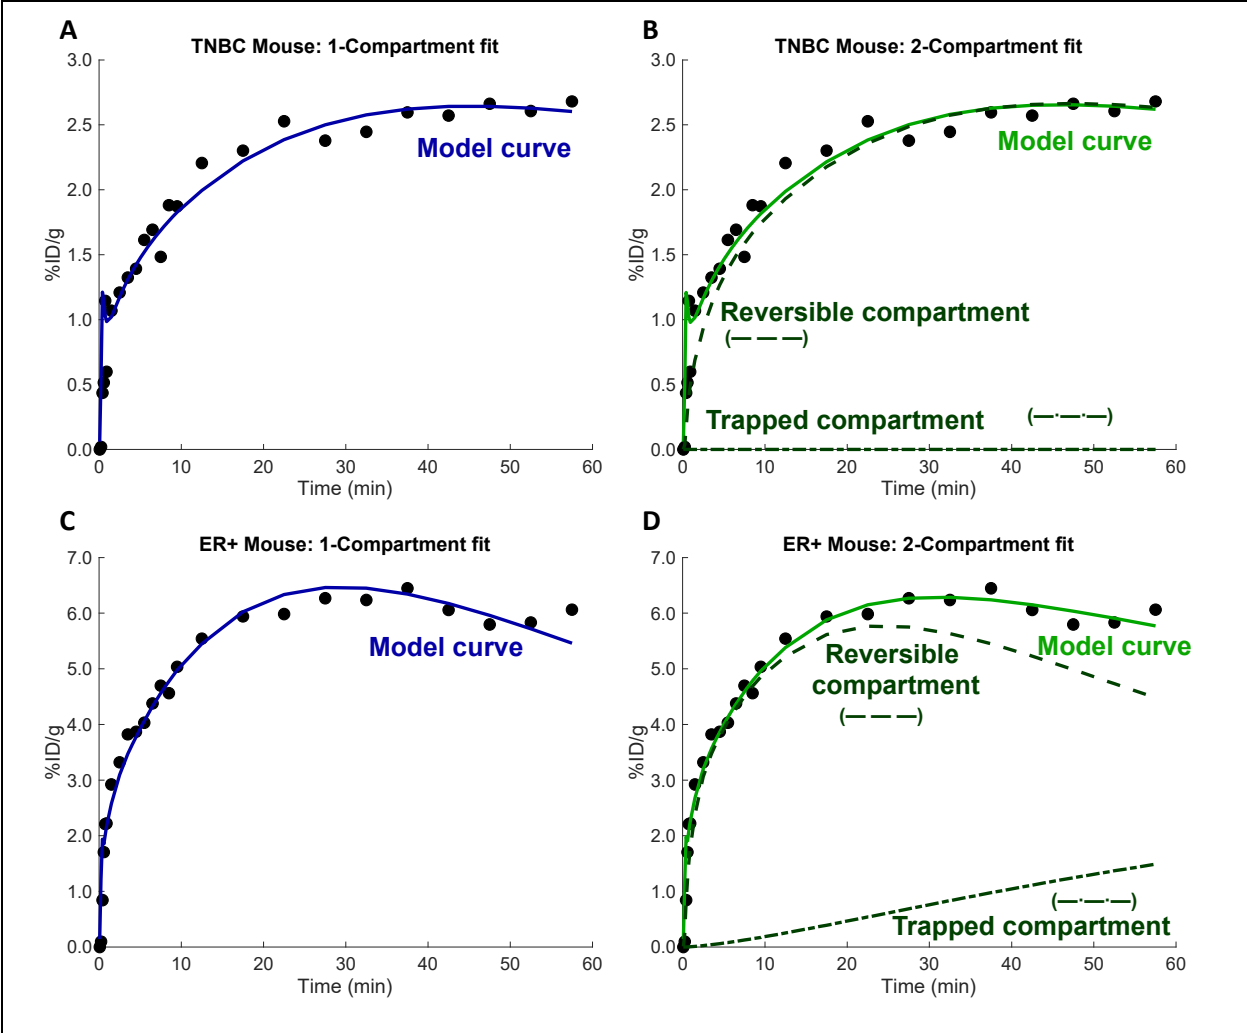 A
TNBC Mouse: 1-Compartment fit
3.0
2.5
2.0
1.5
1.0
0.5
0.0
%ID/g
Model curve
0 10 20 30 40 50 60
Time (min)
B
TNBC Mouse: 2-Compartment fit
3.0
2.5
2.0
1.5
1.0
0.5
0.0
%ID/g
Model curve
Reversible compartment
(— — —)
Trapped compartment (—·—·—)
0 10 20 30 40 50 60
Time (min)
C
ER+ Mouse: 1-Compartment fit
7.0
6.0
5.0
4.0
3.0
2.0
1.0
0.0
%ID/g
Model curve
0 10 20 30 40 50 60
Time (min)
D
ER+ Mouse: 2-Compartment fit
7.0
6.0
5.0
4.0
3.0
2.0
1.0
0.0
%ID/g
Model curve
Reversible
compartment
(— — —)
(—·—·—)
Trapped compartment
0 10 20 30 40 50 60
Time (min)